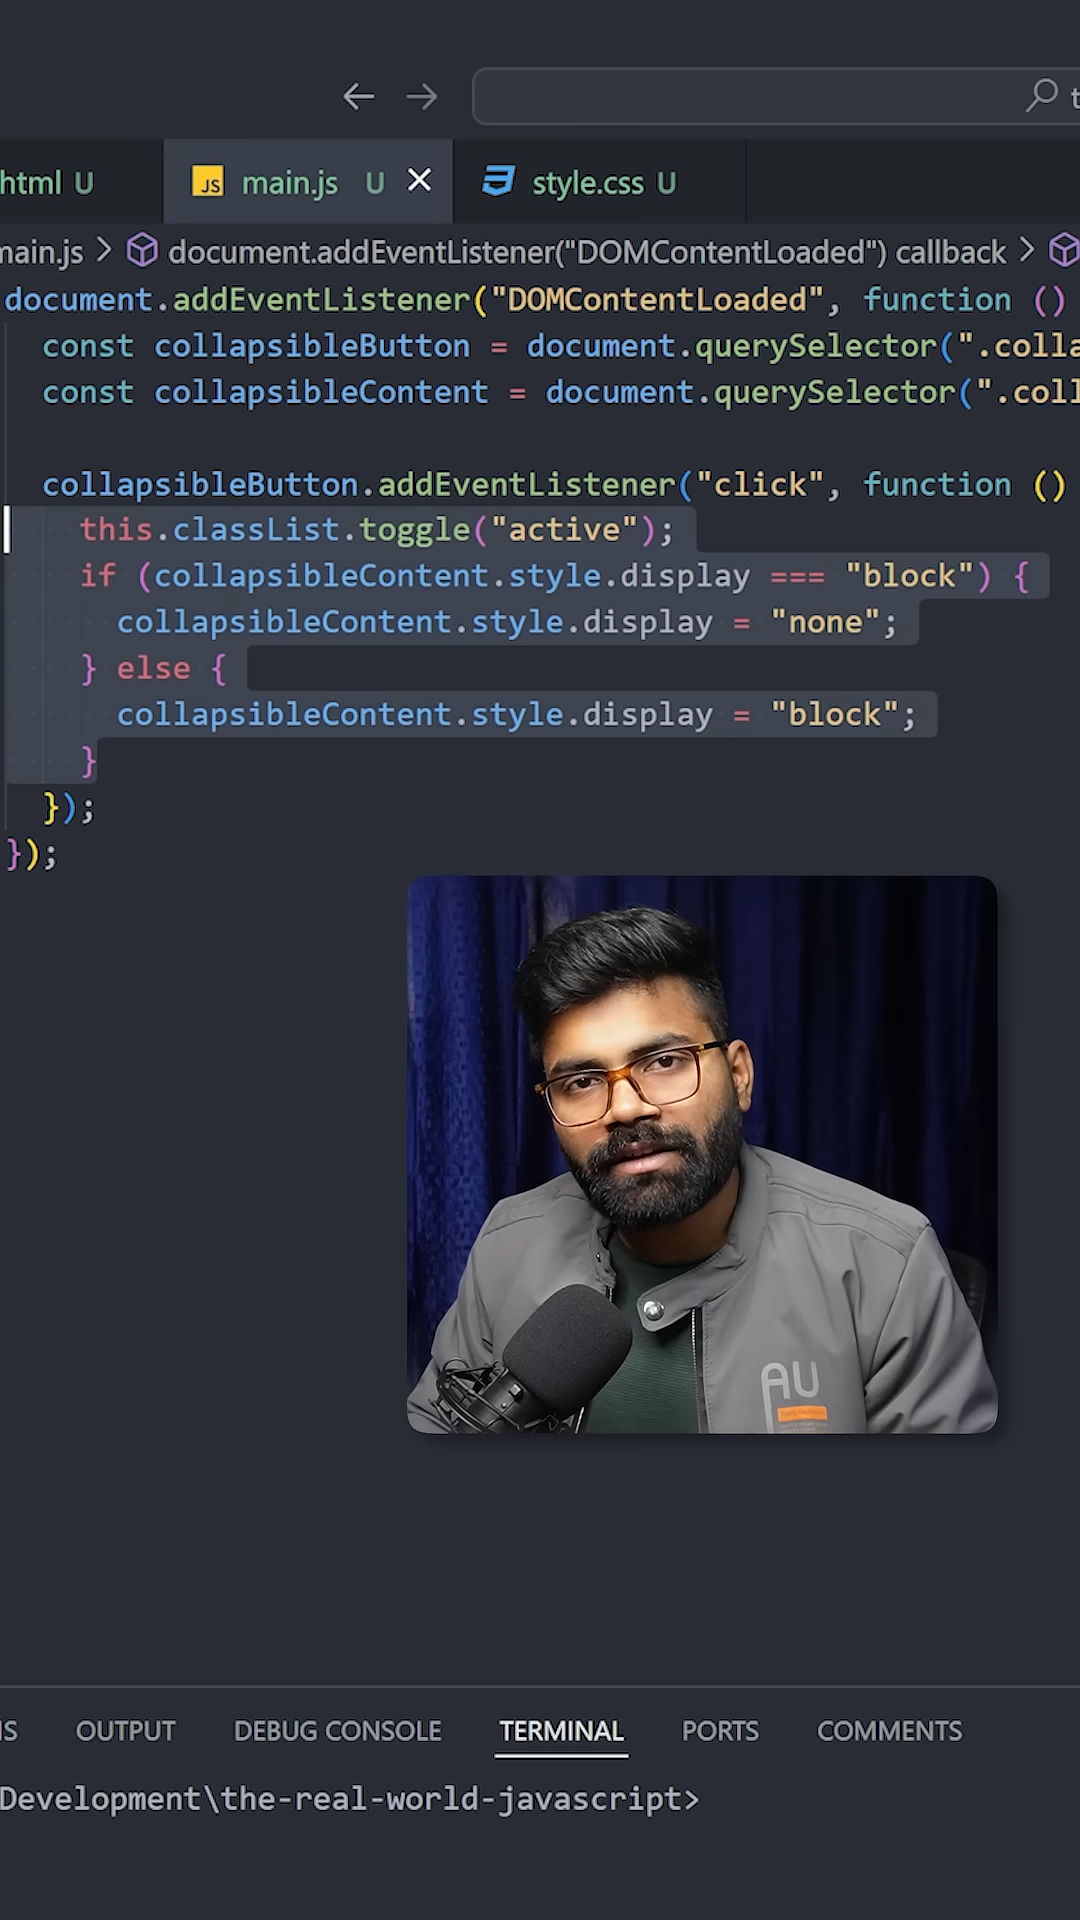 html U
JS main.js U
style.css U
main.js > document.addEventListener("DOMContentLoaded") callback >
document.addEventListener("DOMContentLoaded", function ()
const collapsibleButton = document.querySelector(".colla
const collapsibleContent = document.querySelector(".coll
collapsibleButton.addEventListener("click", function ()
this.classList.toggle("active");
if (collapsibleContent.style.display === "block") {
collapsibleContent.style.display = "none";
} else {
collapsibleContent.style.display = "block";
}
});
});
AU
OUTPUT DEBUG CONSOLE TERMINAL PORTS COMMENTS
Development\the-real-world-javascript>